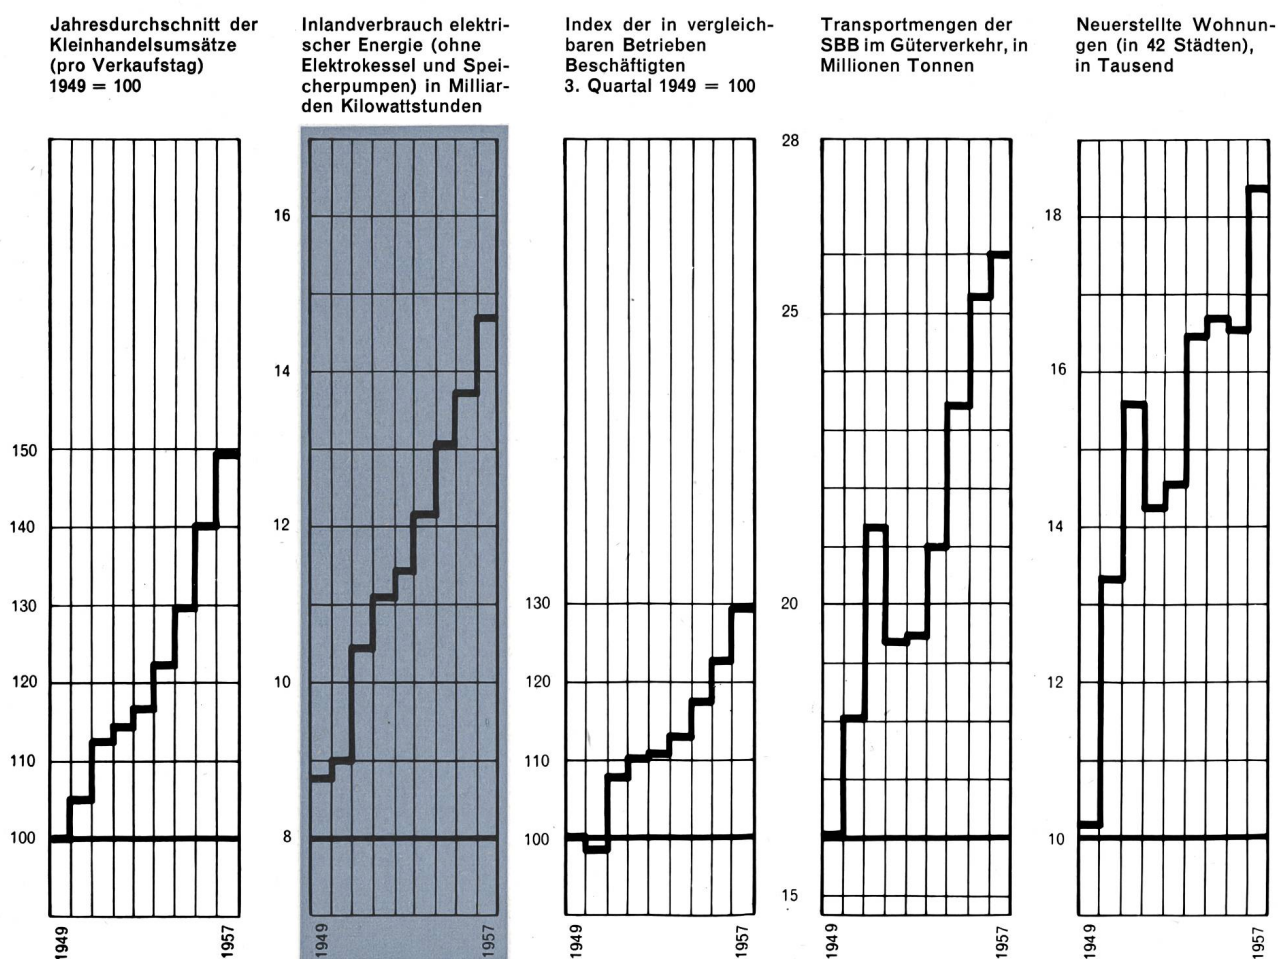 Jahresdurchschnitt der
Kleinhandelsumsätze
(pro Verkaufstag)
1949 = 100
Inlandverbrauch elektri-
scher Energie (ohne
Elektrokessel und Spei-
cherpumpen) in Milliar-
den Kilowattstunden
Index der in vergleich-
baren Betrieben
Beschäftigten
3. Quartal 1949 = 100
Transportmengen der
SBB im Güterverkehr, in
Millionen Tonnen
Neuerstellte Wohnun-
gen (in 42 Städten),
in Tausend
150
140
130
120
110
100
1949
1957
16
14
12
10
8
1949
1957
130
120
110
100
1949
1957
28
25
20
15
1949
1957
18
16
14
12
10
1949
1957